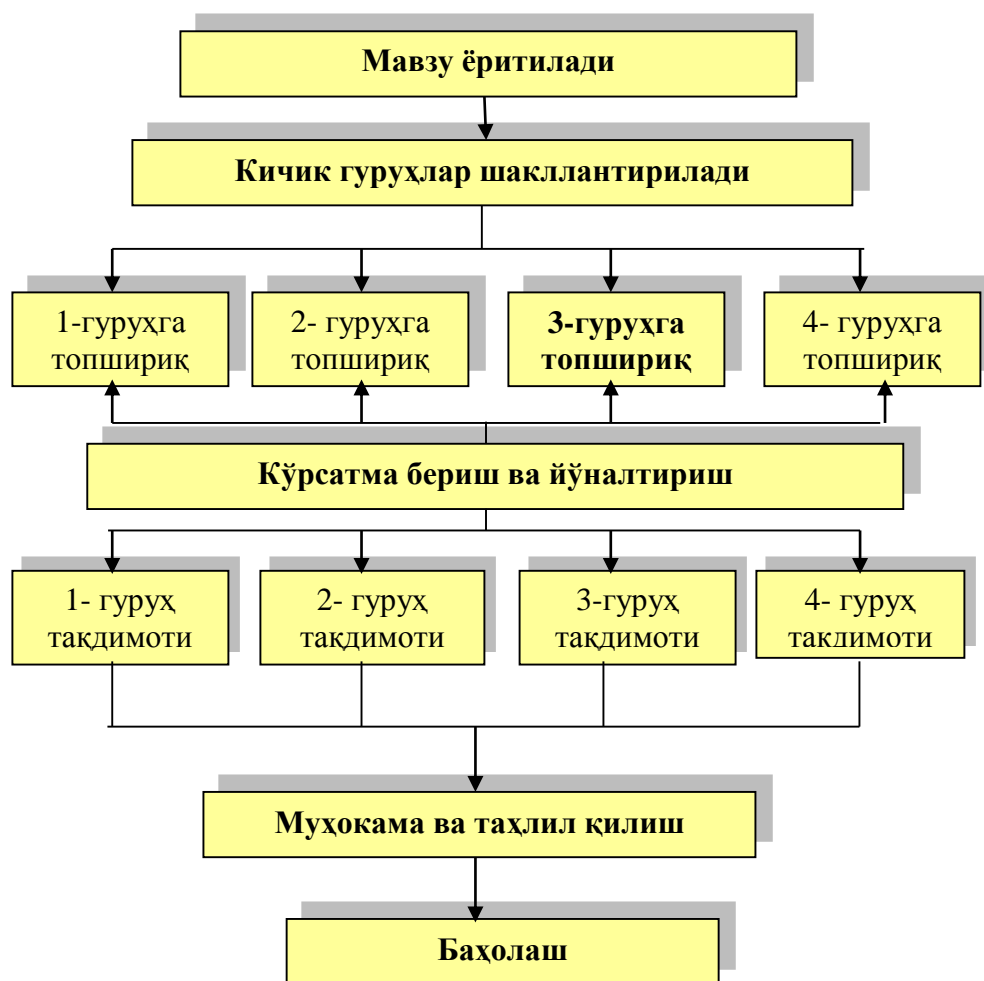 Мавзу ёритилади
Кичик гуруҳлар шакллантирилади
1-гуруҳга
топшириқ
2- гуруҳга
топшириқ
3-гуруҳга
топшириқ
4- гуруҳга
топшириқ
Кўрсатма бериш ва йўналтириш
1- гуруҳ
тақдимоти
2- гуруҳ
тақдимоти
3-гуруҳ
тақдимоти
4- гуруҳ
тақдимоти
Муҳокама ва таҳлил қилиш
Баҳолаш